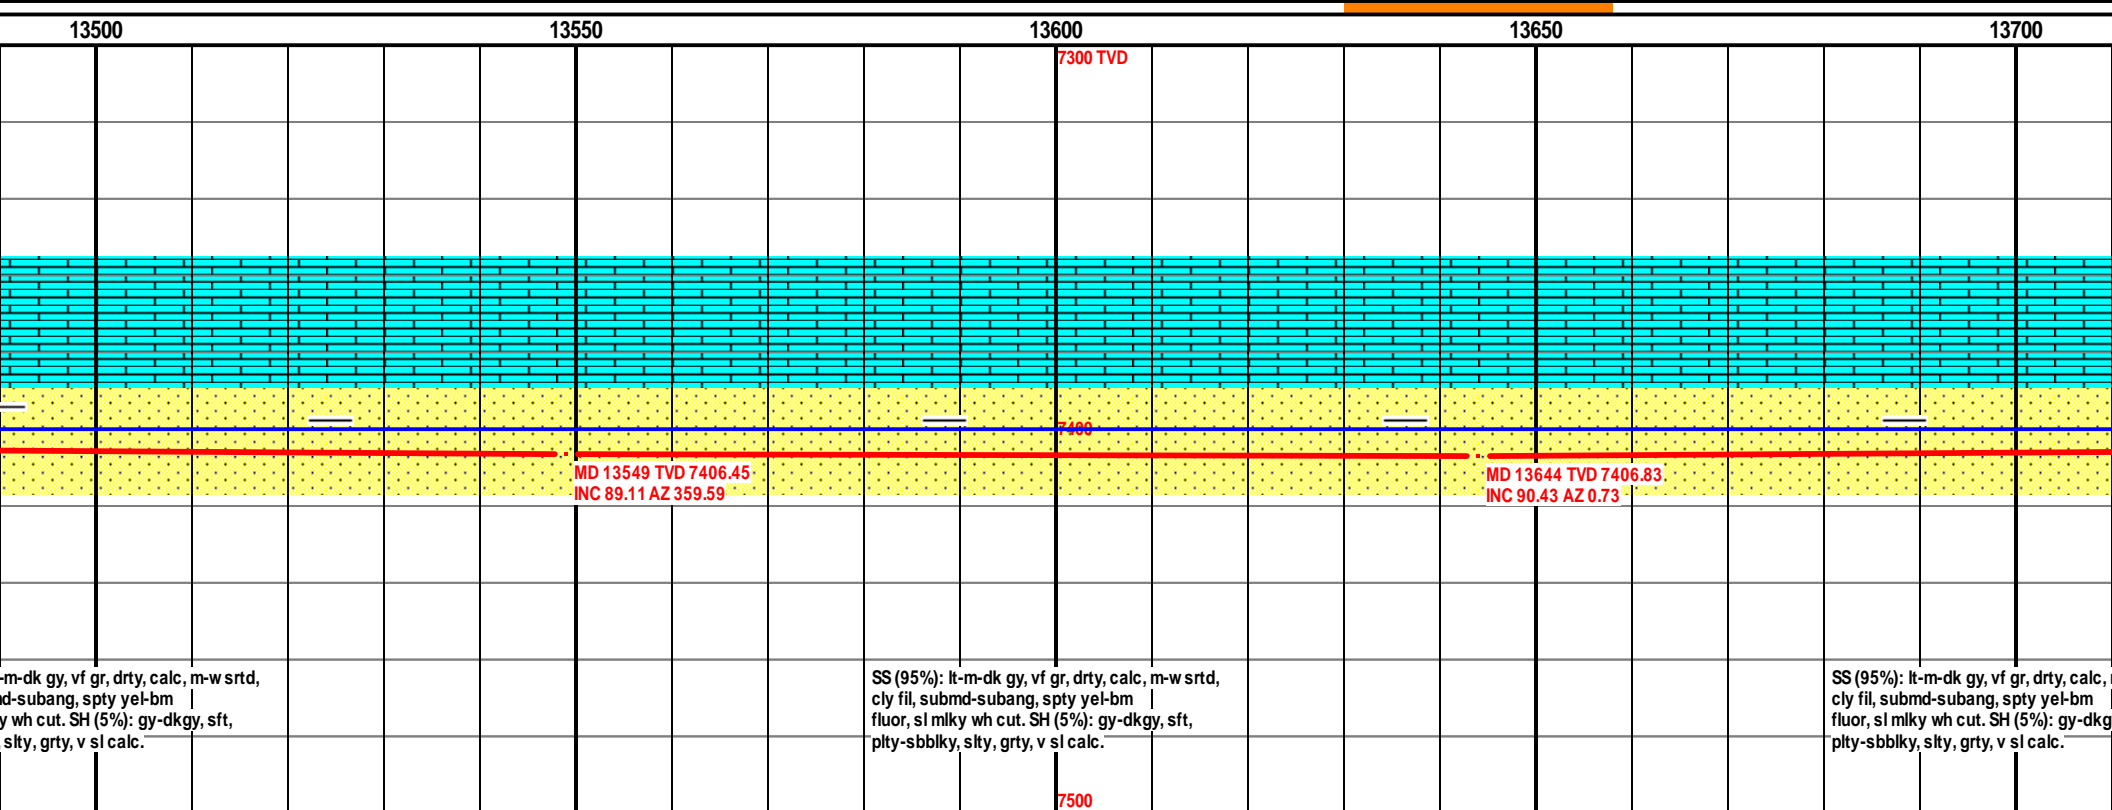 13500 13550 13600 13650 13700
7300 TVD
7400
MD 13549 TVD 7406.45
INC 89.11 AZ 359.59
MD 13644 TVD 7406.83
INC 90.43 AZ 0.73
-m-dk gy, vf gr, drty, calc, m-w srtd,
d-subang, spty yel-bm
y wh cut. SH (5%): gy-dkgy, sft,
, slty, grty, v sl calc.
SS (95%): lt-m-dk gy, vf gr, drty, calc, m-w srtd,
cly fil, submd-subang, spty yel-bm
fluor, sl mlky wh cut. SH (5%): gy-dkgy, sft,
plty-sbblky, slty, grty, v sl calc.
SS (95%): lt-m-dk gy, vf gr, drty, calc,
cly fil, submd-subang, spty yel-bm
fluor, sl mlky wh cut. SH (5%): gy-dkg
plty-sbblky, slty, grty, v sl calc.
7500